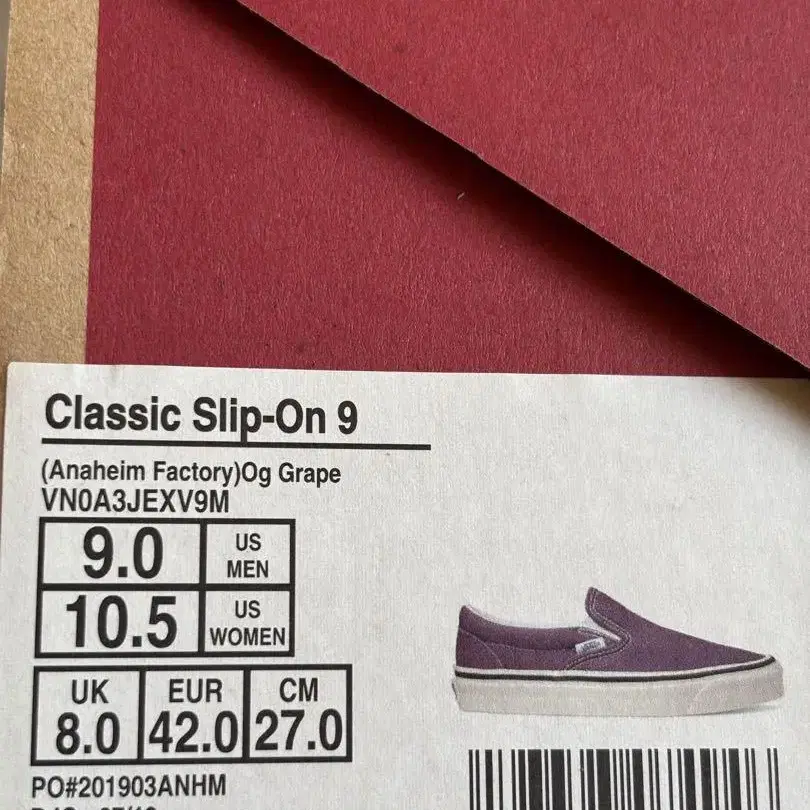 Classic Slip-On 9
(Anaheim Factory)Og Grape
VN0A3JEXV9M
9.0 US MEN
10.5 US WOMEN
UK EUR CM
8.0 42.0 27.0
PO#201903ANHM